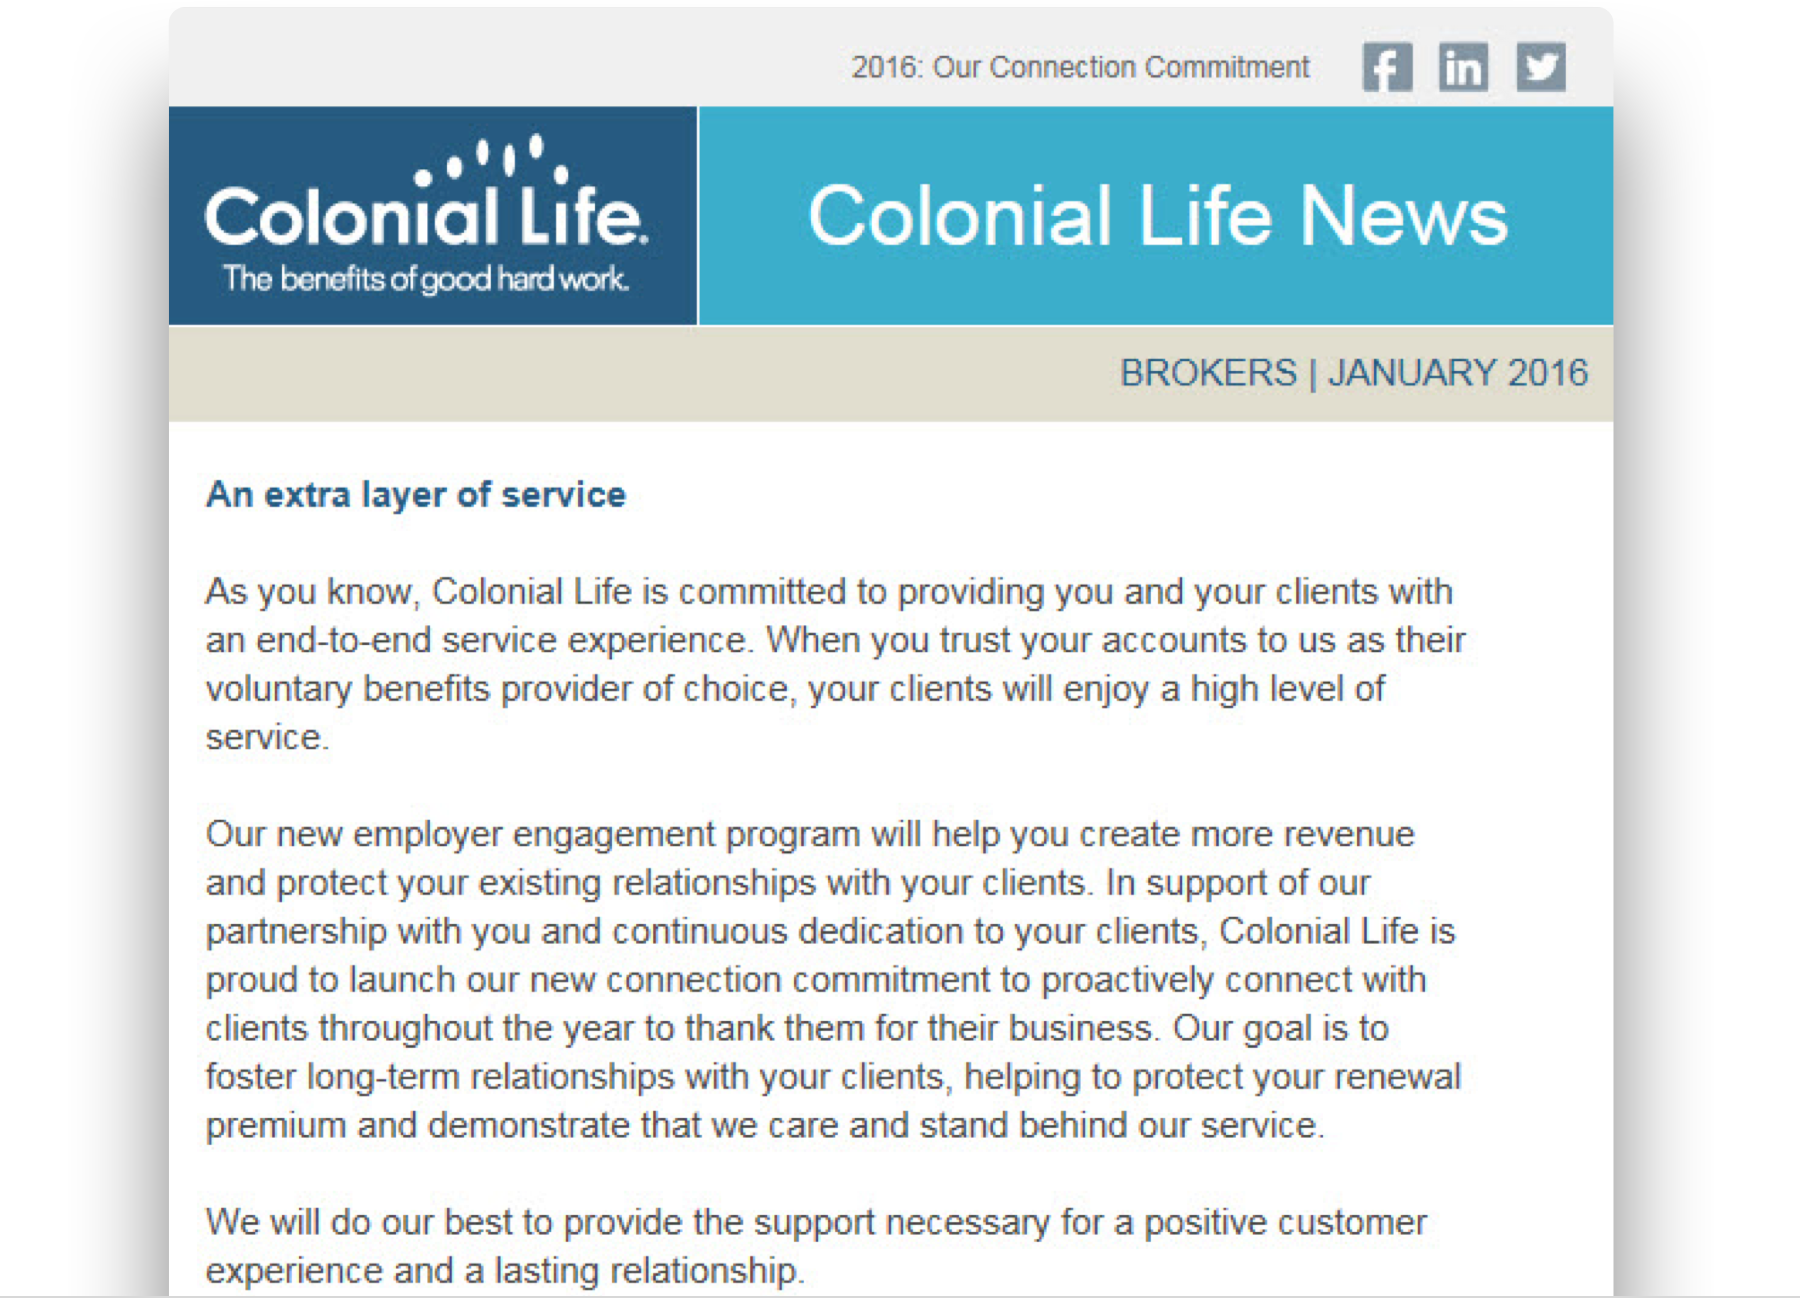 2016: Our Connection Commitment
Colonial Life.
The benefits of good hard work.
Colonial Life News
BROKERS | JANUARY 2016
An extra layer of service
As you know, Colonial Life is committed to providing you and your clients with
an end-to-end service experience. When you trust your accounts to us as their
voluntary benefits provider of choice, your clients will enjoy a high level of
service.
Our new employer engagement program will help you create more revenue
and protect your existing relationships with your clients. In support of our
partnership with you and continuous dedication to your clients, Colonial Life is
proud to launch our new connection commitment to proactively connect with
clients throughout the year to thank them for their business. Our goal is to
foster long-term relationships with your clients, helping to protect your renewal
premium and demonstrate that we care and stand behind our service.
We will do our best to provide the support necessary for a positive customer
experience and a lasting relationship.